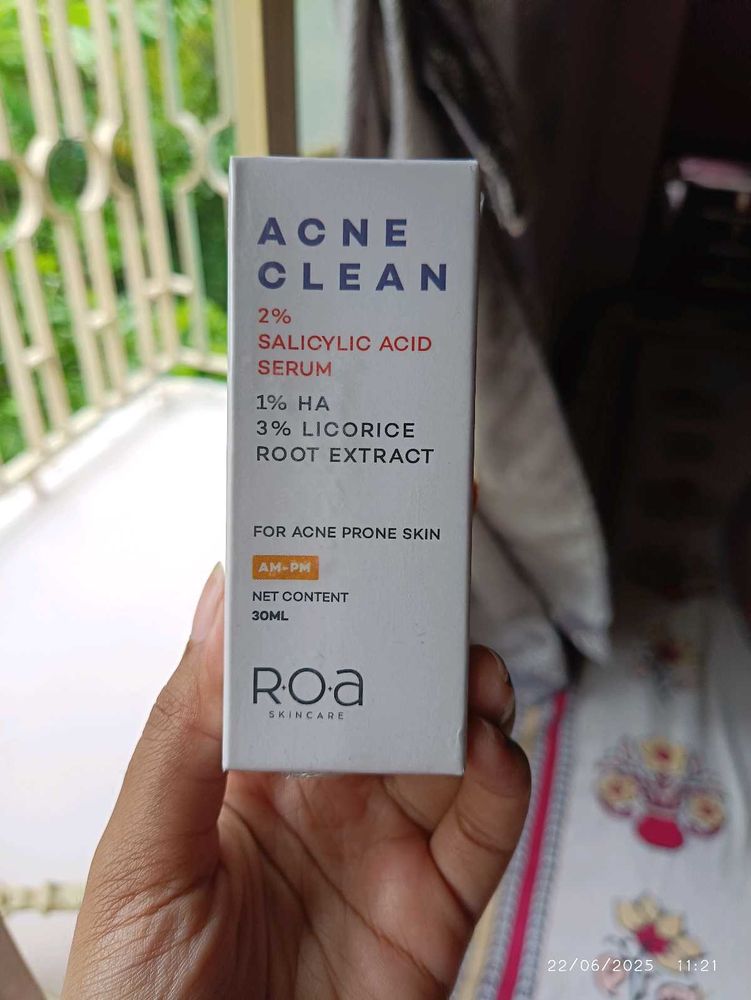 ACNE
CLEAN
2%
SALICYLIC ACID
SERUM
1% HA
3% LICORICE
ROOT EXTRACT
FOR ACNE PRONE SKIN
AM-PM
NET CONTENT
30ML
R.O.a
SKINCARE
22/06/2025 11:21